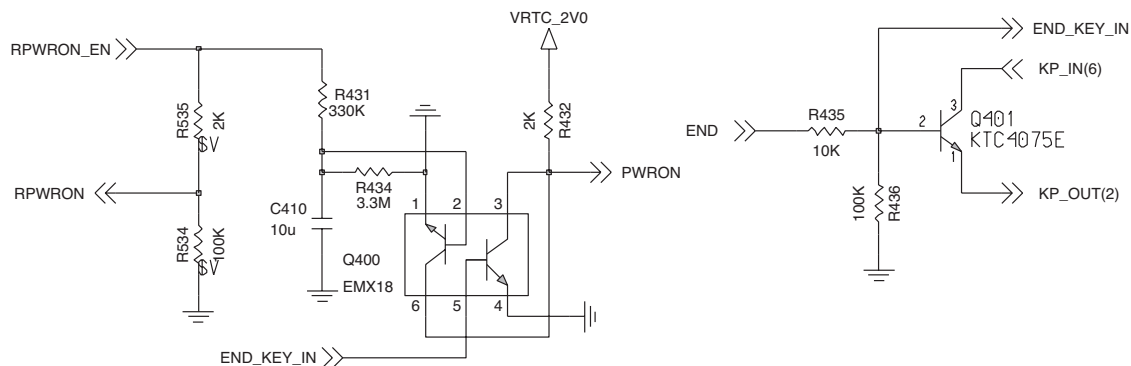 VRTC_2V0
RPWRON_EN
END_KEY_IN
KP_IN(6)
R431
330K
R535
2K
$V
2K
R432
R435
10K
END
2
3
1
Q401
KTC4075E
RPWRON
R434
3.3M
PWRON
KP_OUT(2)
C410
10u
1 2 3
100K
R436
R534
100K
$V
Q400
EMX18
6 5 4
END_KEY_IN